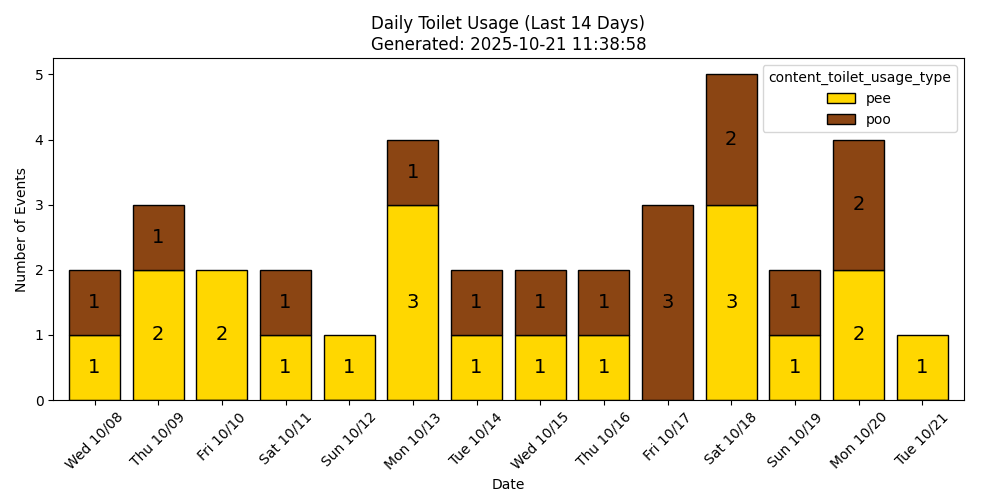 Daily Toilet Usage (Last 14 Days)
Generated: 2025-10-21 11:38:58
content_toilet_usage_type
pee
poo
Number of Events
5
4
3
2
1
0
1 1
2 1
2
1 1
1
3 1
1 1
1 1
1 1
3
3 2
1 1
2 2
1
Wed 10/08
Thu 10/09
Fri 10/10
Sat 10/11
Sun 10/12
Mon 10/13
Tue 10/14
Wed 10/15
Thu 10/16
Fri 10/17
Sat 10/18
Sun 10/19
Mon 10/20
Tue 10/21
Date